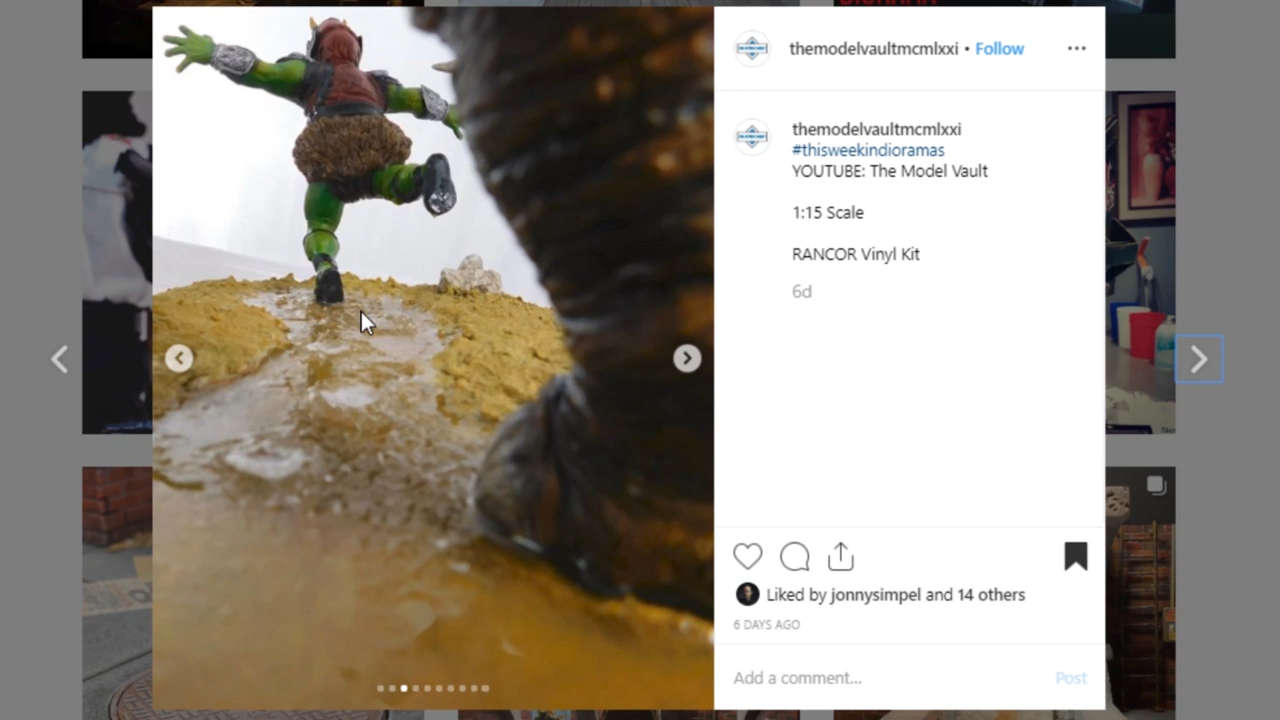 themodelvaultmcmlxxi • Follow
themodelvaultmcmlxxi
#thisweekindioramas
YOUTUBE: The Model Vault
1:15 Scale
RANCOR Vinyl Kit
6d
Liked by jonnysimpel and 14 others
6 DAYS AGO
Add a comment...
Post